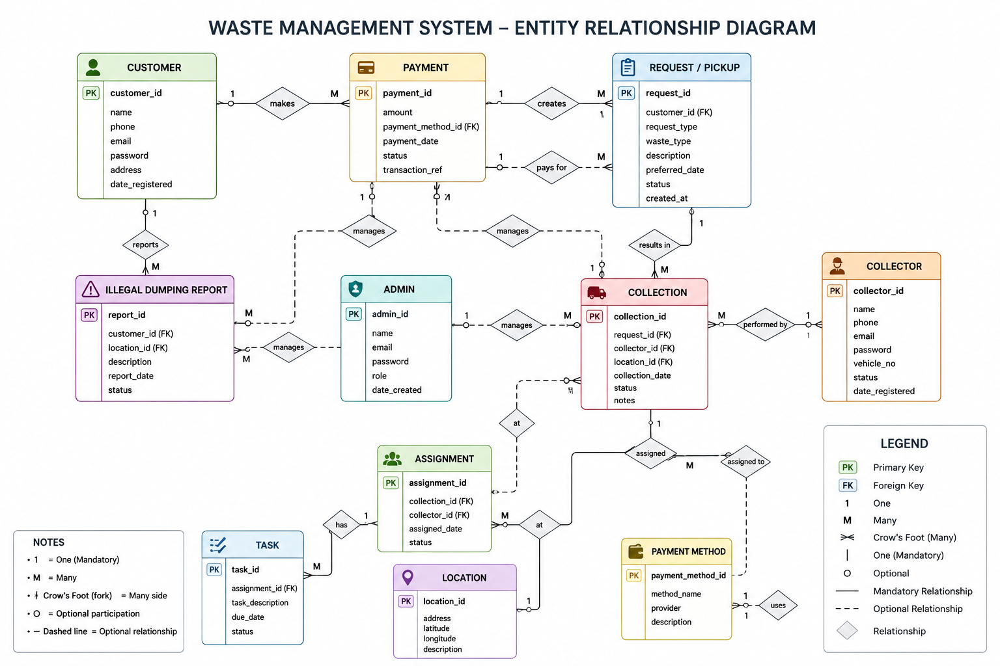 WASTE MANAGEMENT SYSTEM – ENTITY RELATIONSHIP DIAGRAM
CUSTOMER
PK customer_id
name
phone
email
password
address
date_registered
1
makes
M
PAYMENT
PK payment_id
amount
payment_method_id (FK)
payment_date
status
transaction_ref
1
creates
M
1
pays for
M
REQUEST / PICKUP
PK request_id
customer_id (FK)
request_type
waste_type
description
preferred_date
status
created_at
1
reports
M
1
manages
manages
1
results in
1
M
ILLEGAL DUMPING REPORT
PK report_id
customer_id (FK)
location_id (FK)
description
report_date
status
M
manages
M
ADMIN
PK admin_id
name
email
password
role
date_created
1
manages
M
COLLECTION
PK collection_id
request_id (FK)
collector_id (FK)
location_id (FK)
collection_date
status
notes
M
performed by
1
COLLECTOR
PK collector_id
name
phone
email
password
vehicle_no
status
date_registered
at
1
assigned
M
assigned to
ASSIGNMENT
PK assignment_id
collection_id (FK)
collector_id (FK)
assigned_date
status
1
has
M
M
at
1
TASK
PK task_id
assignment_id (FK)
task_description
due_date
status
LOCATION
PK location_id
address
latitude
longitude
description
PAYMENT METHOD
PK payment_method_id
method_name
provider
description
1
1
uses
NOTES
• 1 = One (Mandatory)
• M = Many
• Crow's Foot (fork) = Many side
• = Optional participation
• – Dashed line = Optional relationship
LEGEND
PK Primary Key
FK Foreign Key
1 One
M Many
Crow's Foot (Many)
One (Mandatory)
Optional
Mandatory Relationship
Optional Relationship
Relationship